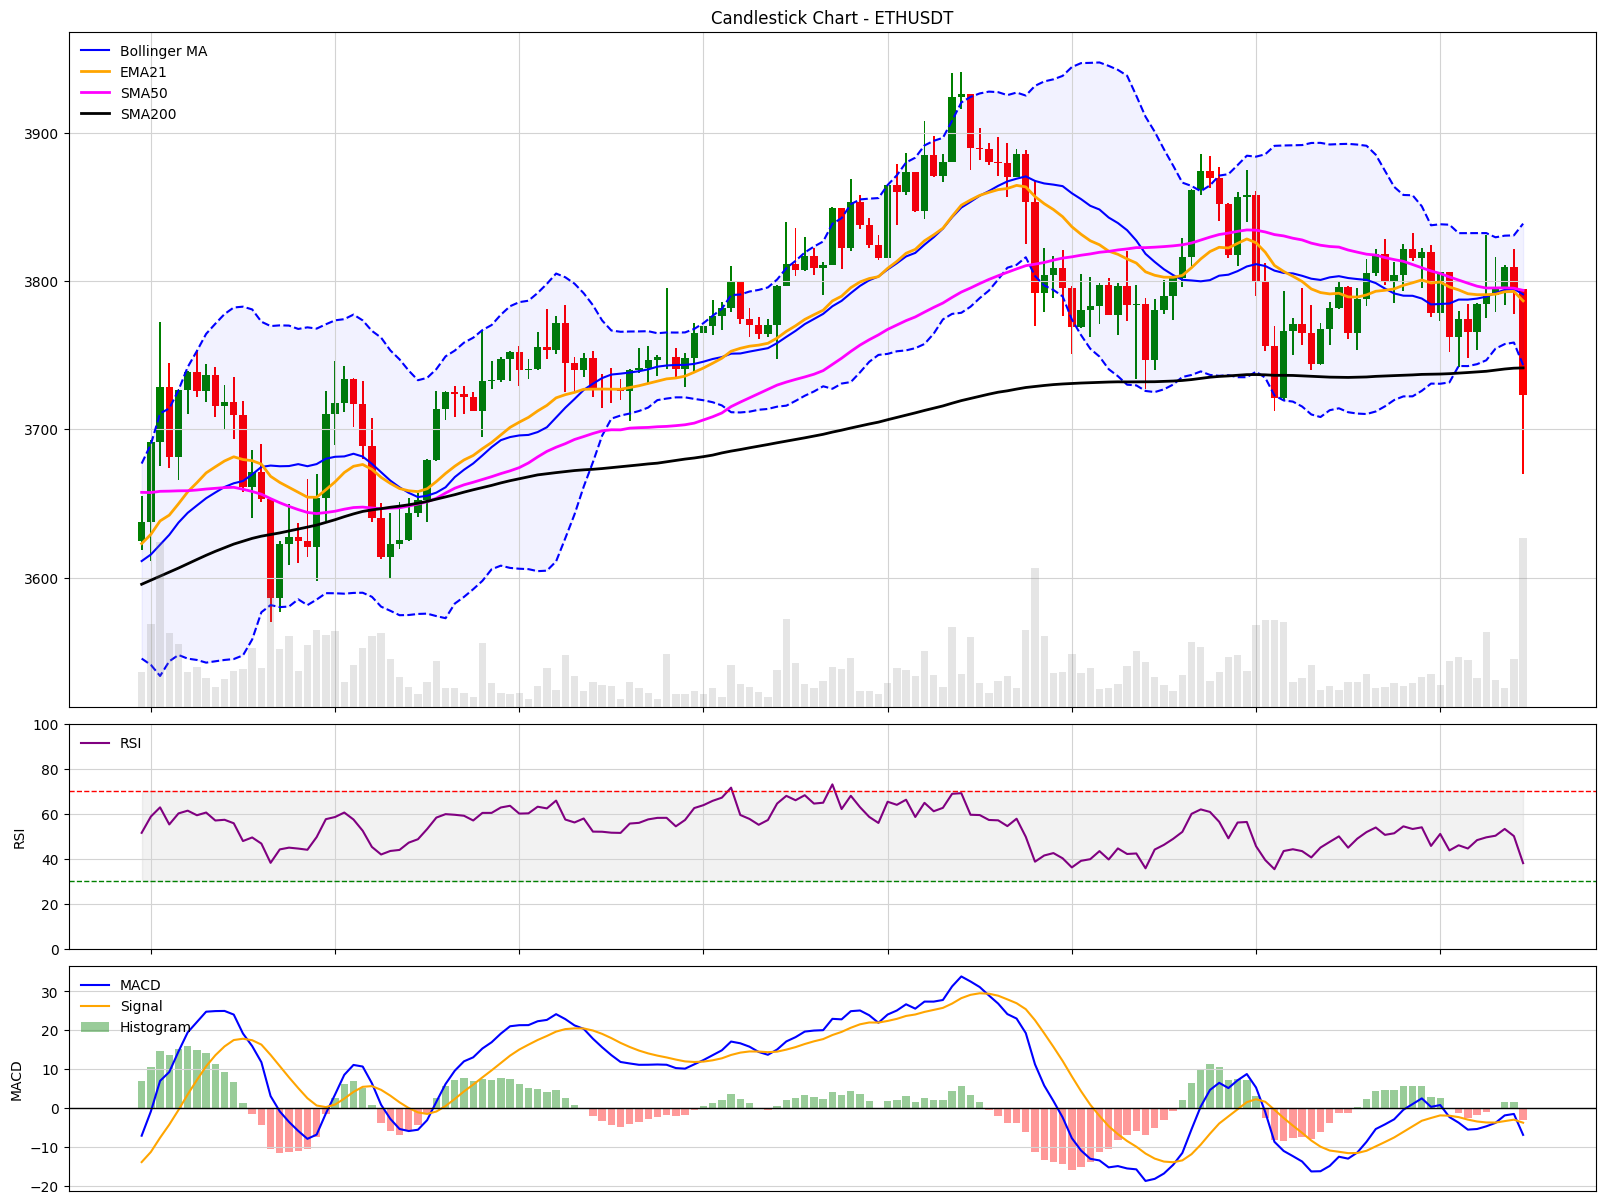 Candlestick Chart - ETHUSDT
Bollinger MA
EMA21
SMA50
SMA200
3900
3800
3700
3600
RSI
100
80
60
40
20
0
RSI
MACD
Signal
Histogram
30
20
10
0
−10
−20
MACD